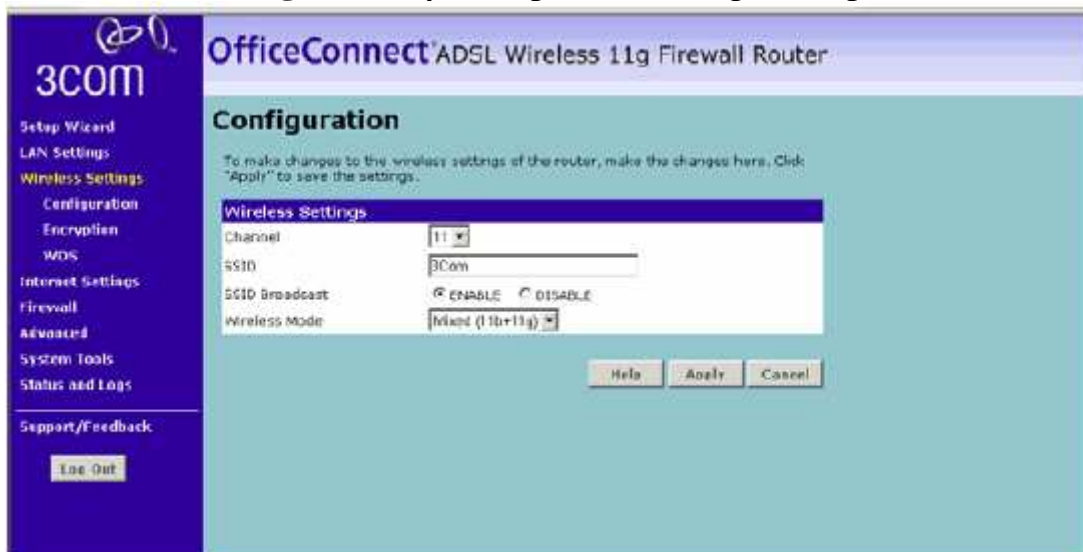 3com
OfficeConnect ADSL Wireless 11g Firewall Router
Setup Wizard
LAN Settings
Wireless Settings
Configuration
Encryption
WDS
Internet Settings
Firewall
Advanced
System Tools
Status and Logs
Support/Feedback
Log Out
Configuration
To make changes to the wireless settings of the router, make the changes here. Click
"Apply" to save the settings.
Wireless Settings
Channel 11
SSID 3Com
SSID Broadcast ENABLE DISABLE
Wireless Mode Mixed (11b+11g)
Help Apply Cancel